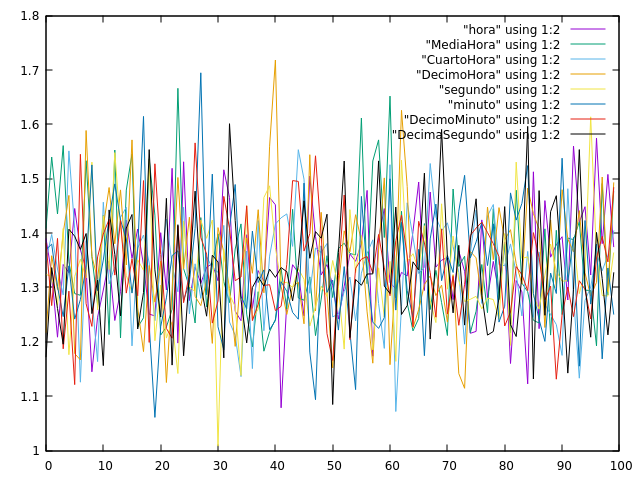 1.8
1.7
1.6
1.5
1.4
1.3
1.2
1.1
1
0 10 20 30 40 50 60 70 80 90 100
"hora" using 1:2
"MediaHora" using 1:2
"CuartoHora" using 1:2
"DecimoHora" using 1:2
"segundo" using 1:2
"minuto" using 1:2
"DecimoMinuto" using 1:2
"DecimaSegundo" using 1:2